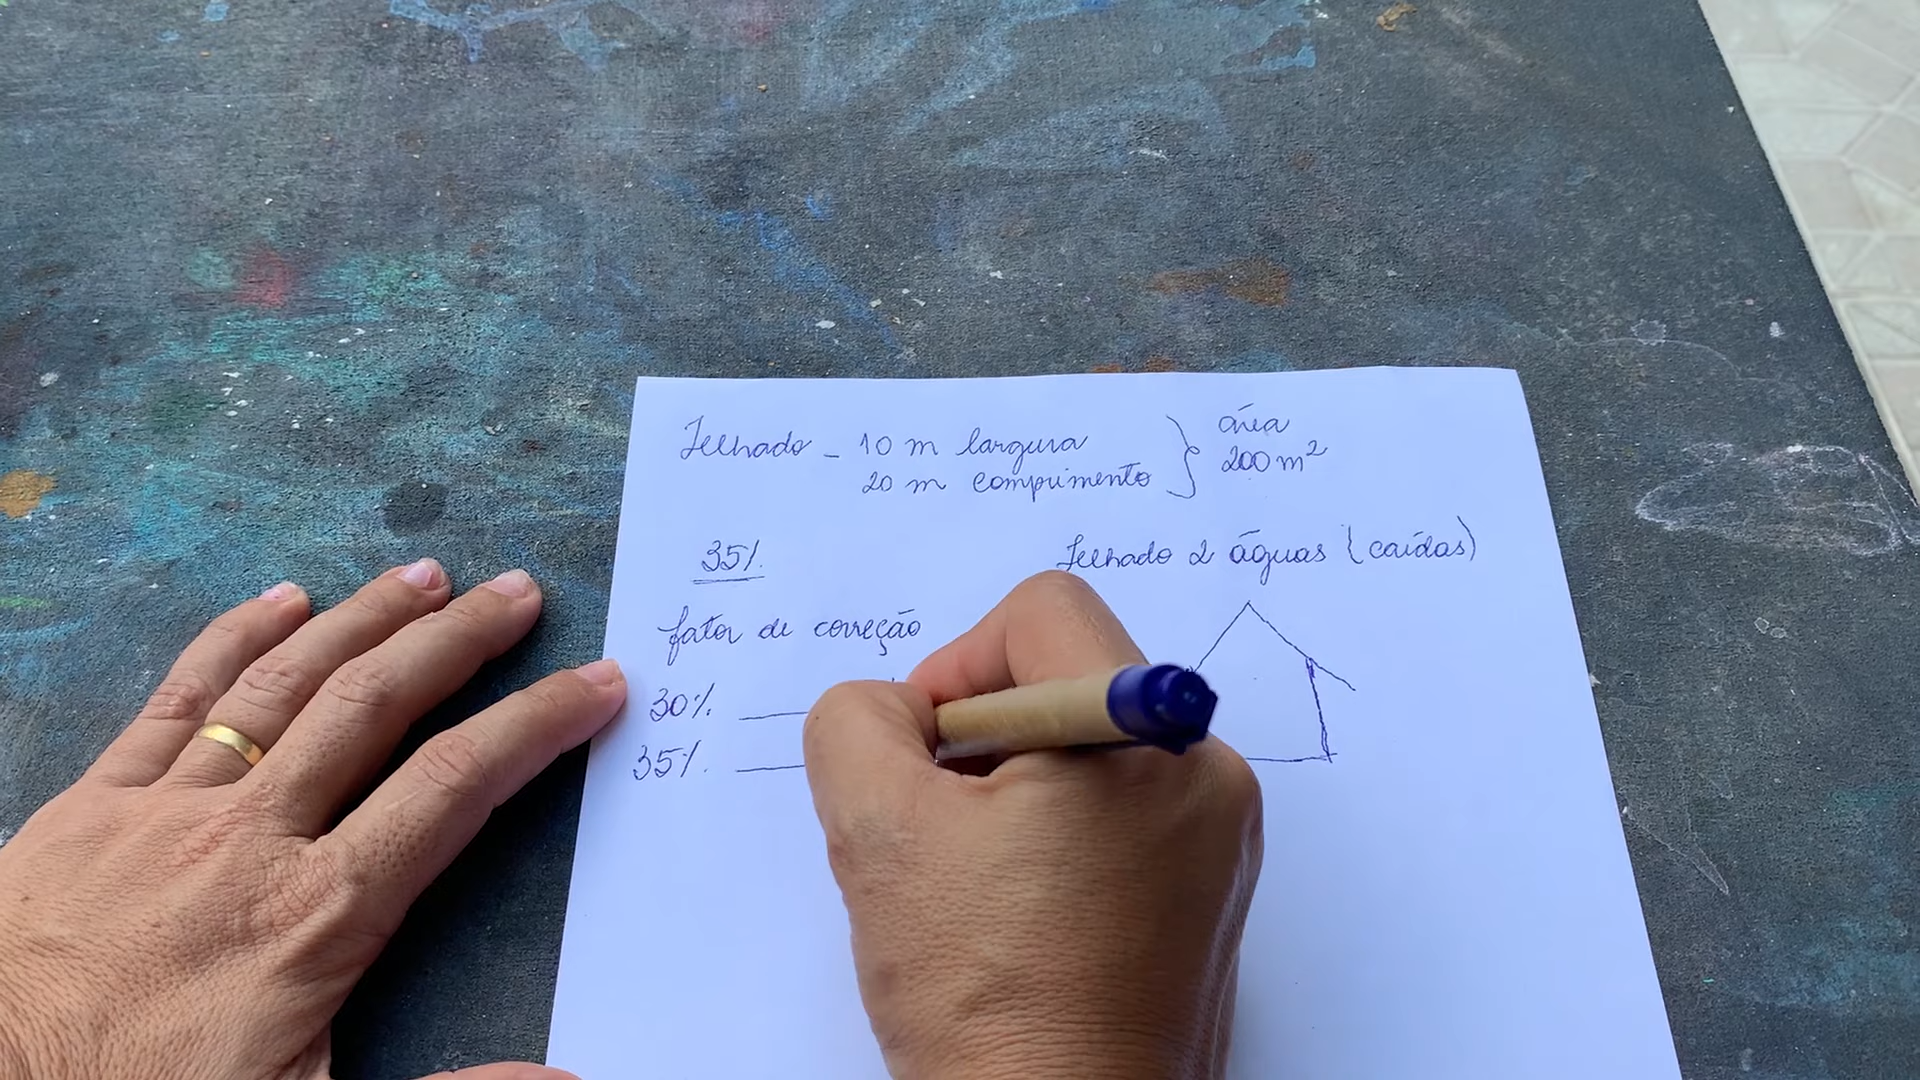 Telhado - 10 m largura
20 m comprimento
área
200 m²
35%.
Telhado 2 águas (caídas)
fator de correção
30%.
35%.